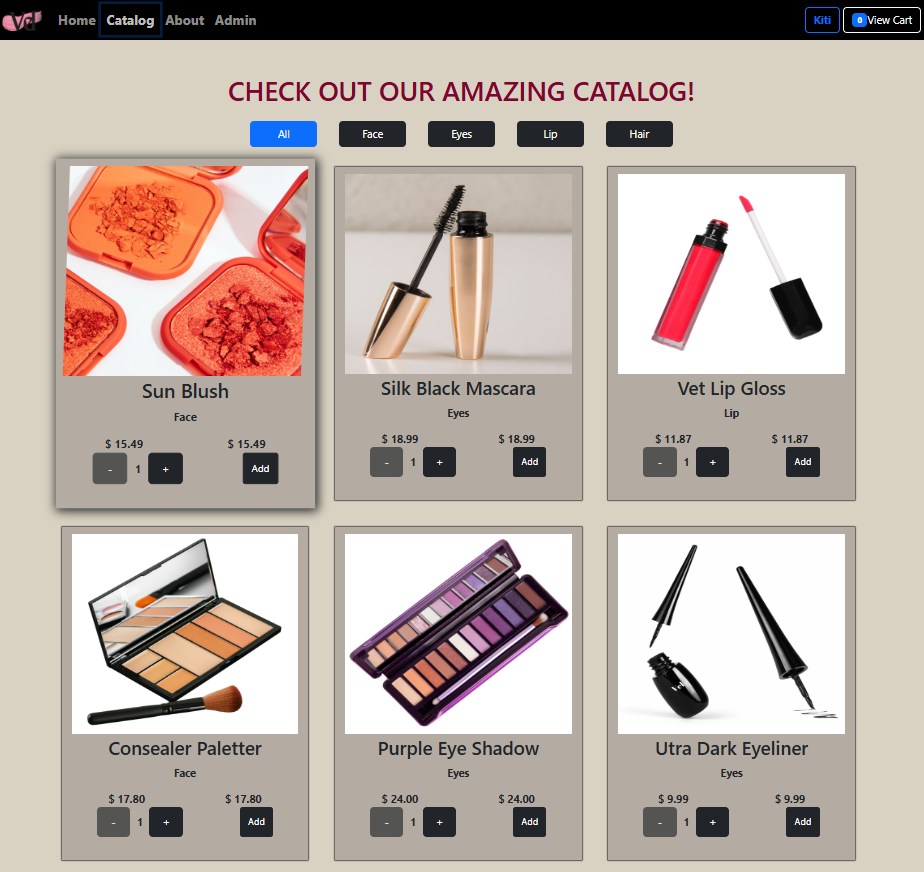 Home Catalog About Admin Kiti 0 View Cart
CHECK OUT OUR AMAZING CATALOG!
All Face Eyes Lip Hair
Sun Blush
Face
$ 15.49 $ 15.49
- 1 + Add
Silk Black Mascara
Eyes
$ 18.99 $ 18.99
- 1 + Add
Vet Lip Gloss
Lip
$ 11.87 $ 11.87
- 1 + Add
Consealer Paletter
Face
$ 17.80 $ 17.80
- 1 + Add
Purple Eye Shadow
Eyes
$ 24.00 $ 24.00
- 1 + Add
Utra Dark Eyeliner
Eyes
$ 9.99 $ 9.99
- 1 + Add